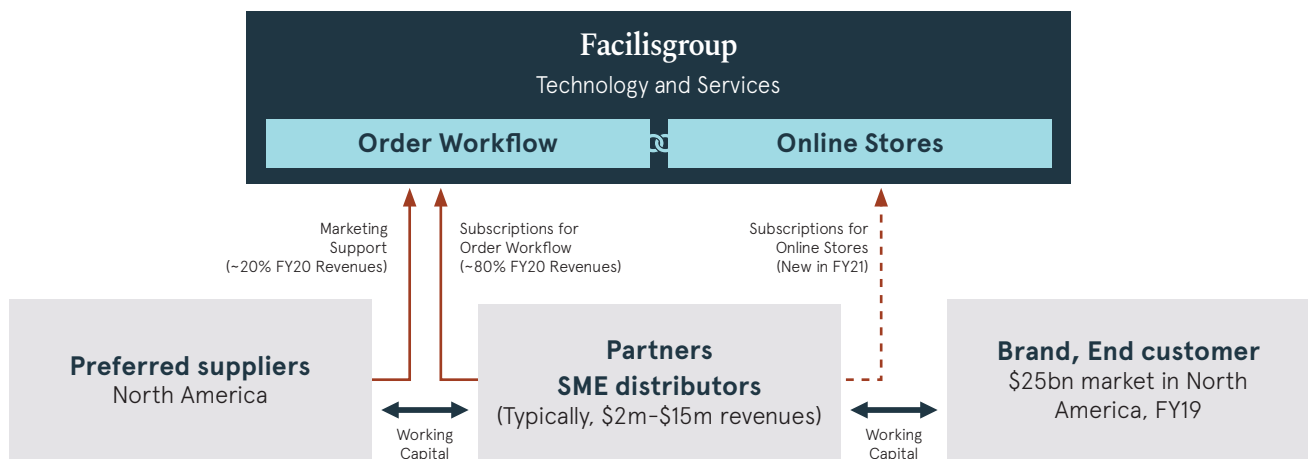 Facilisgroup
Technology and Services
Order Workflow
Online Stores
Marketing
Support
(~20% FY20 Revenues)
Subscriptions for
Order Workflow
(~80% FY20 Revenues)
Subscriptions for
Online Stores
(New in FY21)
Preferred suppliers
North America
Working
Capital
Partners
SME distributors
(Typically, $2m-$15m revenues)
Working
Capital
Brand, End customer
$25bn market in North
America, FY19